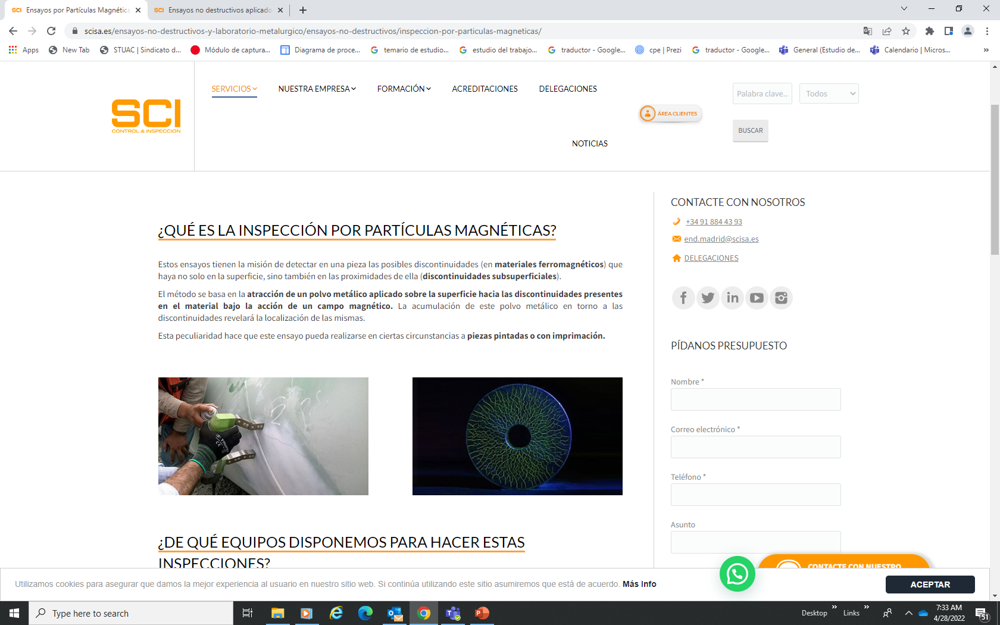 SCI Ensayos por Partículas Magnética
SCI Ensayos no destructivos aplicado
scisa.es/ensayos-no-destructivos-y-laboratorio-metalurgico/ensayos-no-destructivos/inspeccion-por-particulas-magneticas/
Apps New Tab STUAC | Sindicato d... Módulo de captura... Diagrama de proce... temario de estudio... estudio del trabajo... traductor - Google... cpe | Prezi traductor - Google... General (Estudio de... Calendario | Micros... »
SERVICIOS NUESTRA EMPRESA FORMACIÓN ACREDITACIONES DELEGACIONES
Palabra clave... Todos
SCI
CONTROL & INSPECCION
ÁREA CLIENTES
BUSCAR
NOTICIAS
¿QUÉ ES LA INSPECCIÓN POR PARTÍCULAS MAGNÉTICAS?
Estos ensayos tienen la misión de detectar en una pieza las posibles discontinuidades (en materiales ferromagnéticos) que
haya no solo en la superficie, sino también en las proximidades de ella (discontinuidades subsuperficiales).
El método se basa en la atracción de un polvo metálico aplicado sobre la superficie hacia las discontinuidades presentes
en el material bajo la acción de un campo magnético. La acumulación de este polvo metálico en torno a las
discontinuidades revelará la localización de las mismas.
Esta peculiaridad hace que este ensayo pueda realizarse en ciertas circunstancias a piezas pintadas o con imprimación.
¿DE QUÉ EQUIPOS DISPONEMOS PARA HACER ESTAS
INSPECCIONES?
CONTACTE CON NOSOTROS
+34 91 884 43 93
end.madrid@scisa.es
DELEGACIONES
PÍDANOS PRESUPUESTO
Nombre *
Correo electrónico *
Teléfono *
Asunto
CONTACTE CON NUESTRO
Utilizamos cookies para asegurar que damos la mejor experiencia al usuario en nuestro sitio web. Si continúa utilizando este sitio asumiremos que está de acuerdo. Más Info
ACEPTAR
Type here to search
Desktop » Links »
7:33 AM
4/28/2022
51